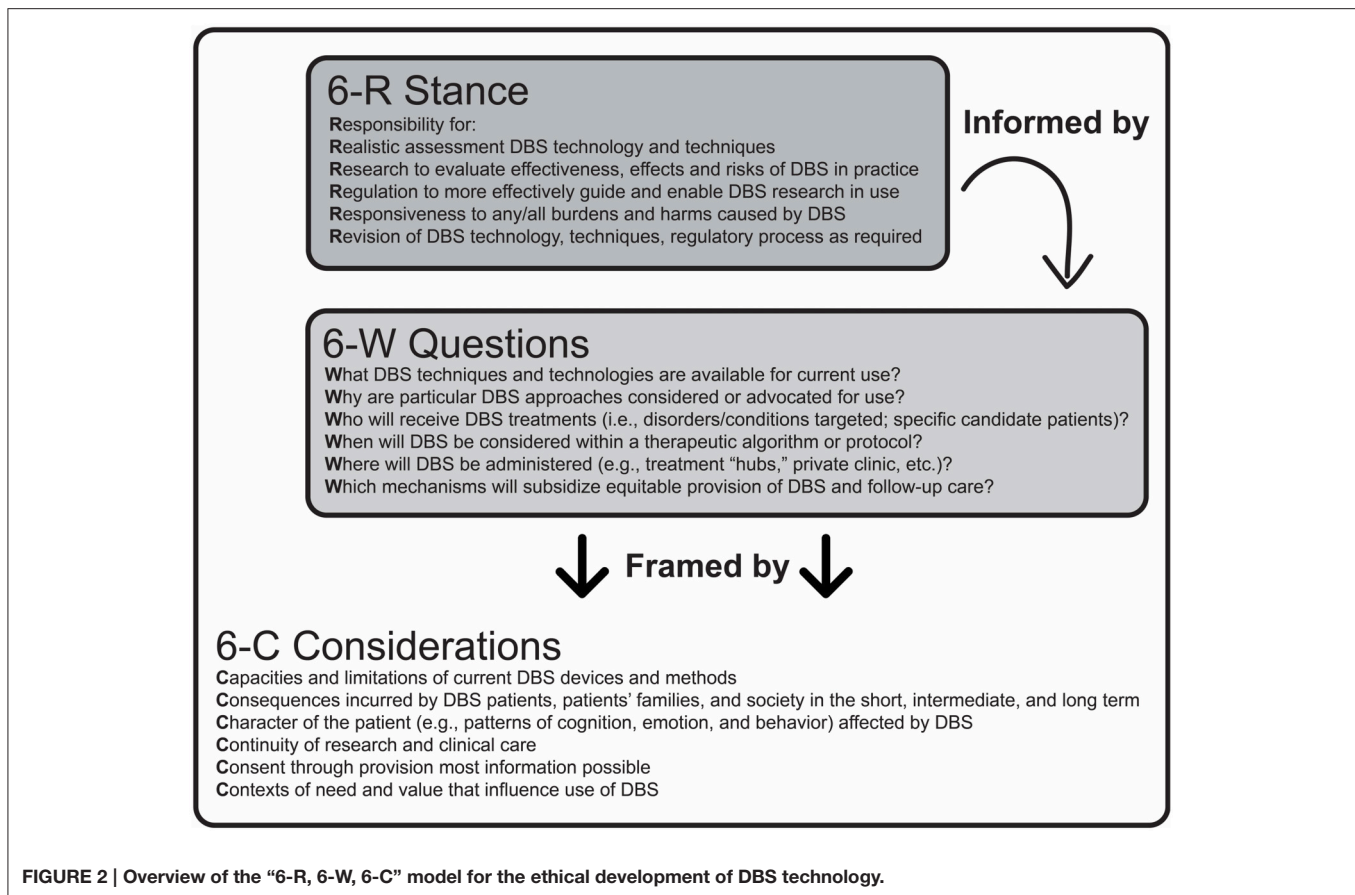 6-R Stance
Responsibility for:
Realistic assessment DBS technology and techniques
Research to evaluate effectiveness, effects and risks of DBS in practice
Regulation to more effectively guide and enable DBS research in use
Responsiveness to any/all burdens and harms caused by DBS
Revision of DBS technology, techniques, regulatory process as required
Informed by
6-W Questions
What DBS techniques and technologies are available for current use?
Why are particular DBS approaches considered or advocated for use?
Who will receive DBS treatments (i.e., disorders/conditions targeted; specific candidate patients)?
When will DBS be considered within a therapeutic algorithm or protocol?
Where will DBS be administered (e.g., treatment “hubs,” private clinic, etc.)?
Which mechanisms will subsidize equitable provision of DBS and follow-up care?
Framed by
6-C Considerations
Capacities and limitations of current DBS devices and methods
Consequences incurred by DBS patients, patients’ families, and society in the short, intermediate, and long term
Character of the patient (e.g., patterns of cognition, emotion, and behavior) affected by DBS
Continuity of research and clinical care
Consent through provision most information possible
Contexts of need and value that influence use of DBS
FIGURE 2 | Overview of the “6-R, 6-W, 6-C” model for the ethical development of DBS technology.